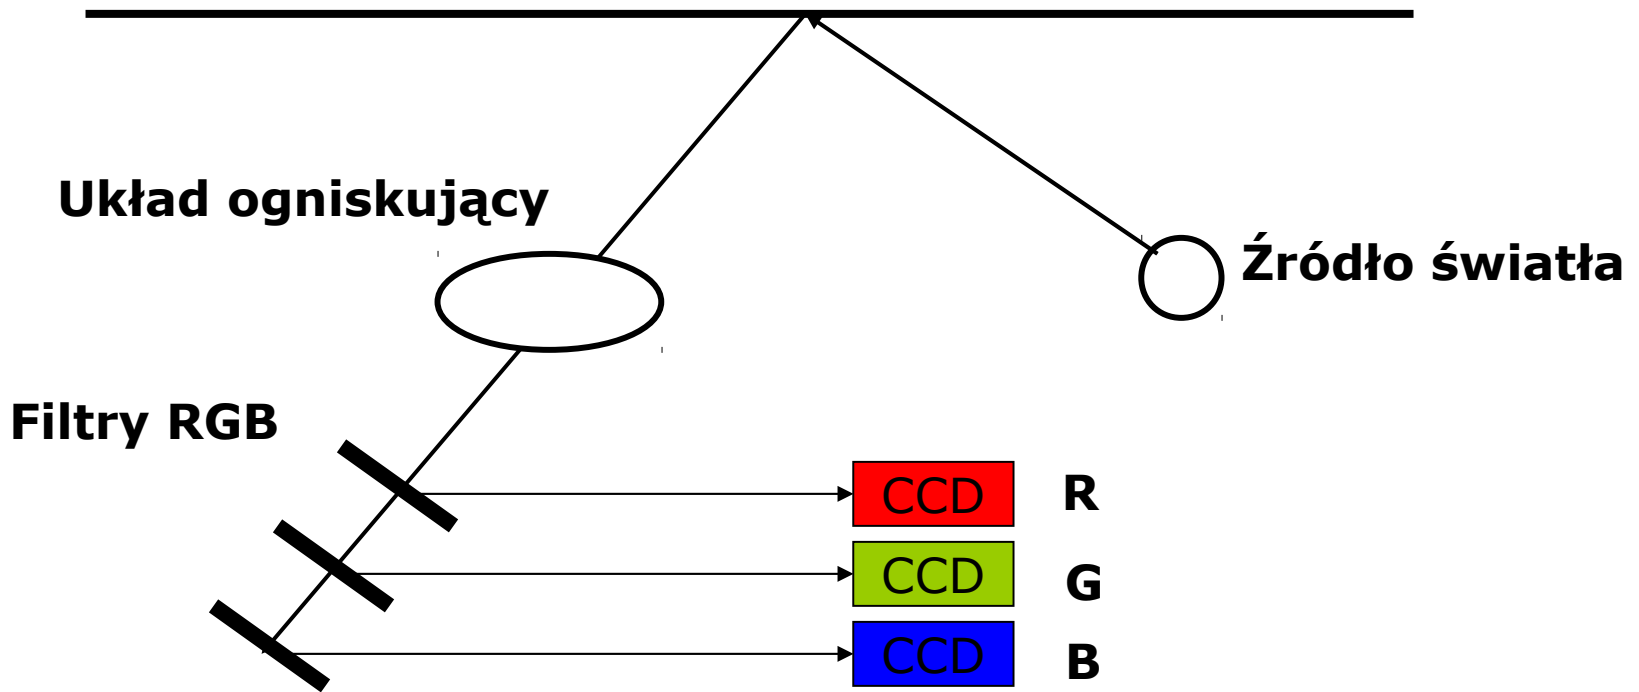 Układ ogniskujący
Źródło światła
Filtry RGB
CCD R
CCD G
CCD B